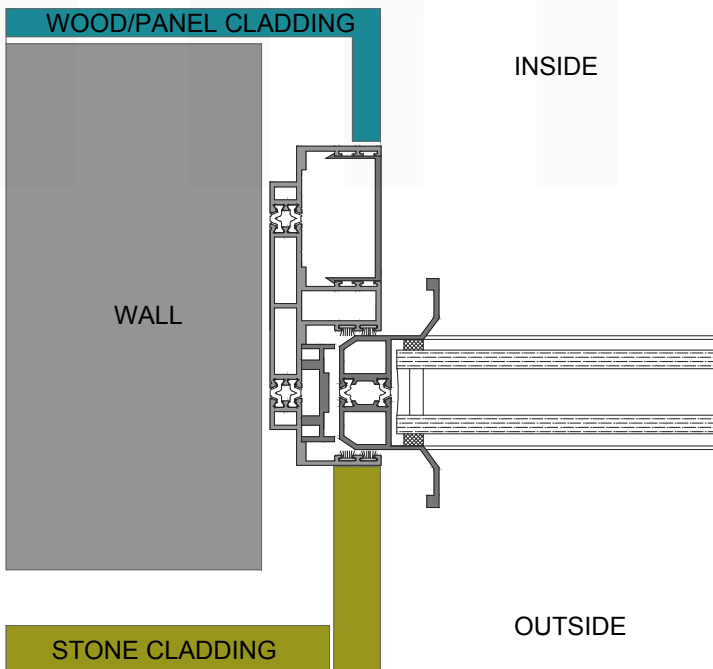 WOOD/PANEL CLADDING
INSIDE
WALL
OUTSIDE
STONE CLADDING